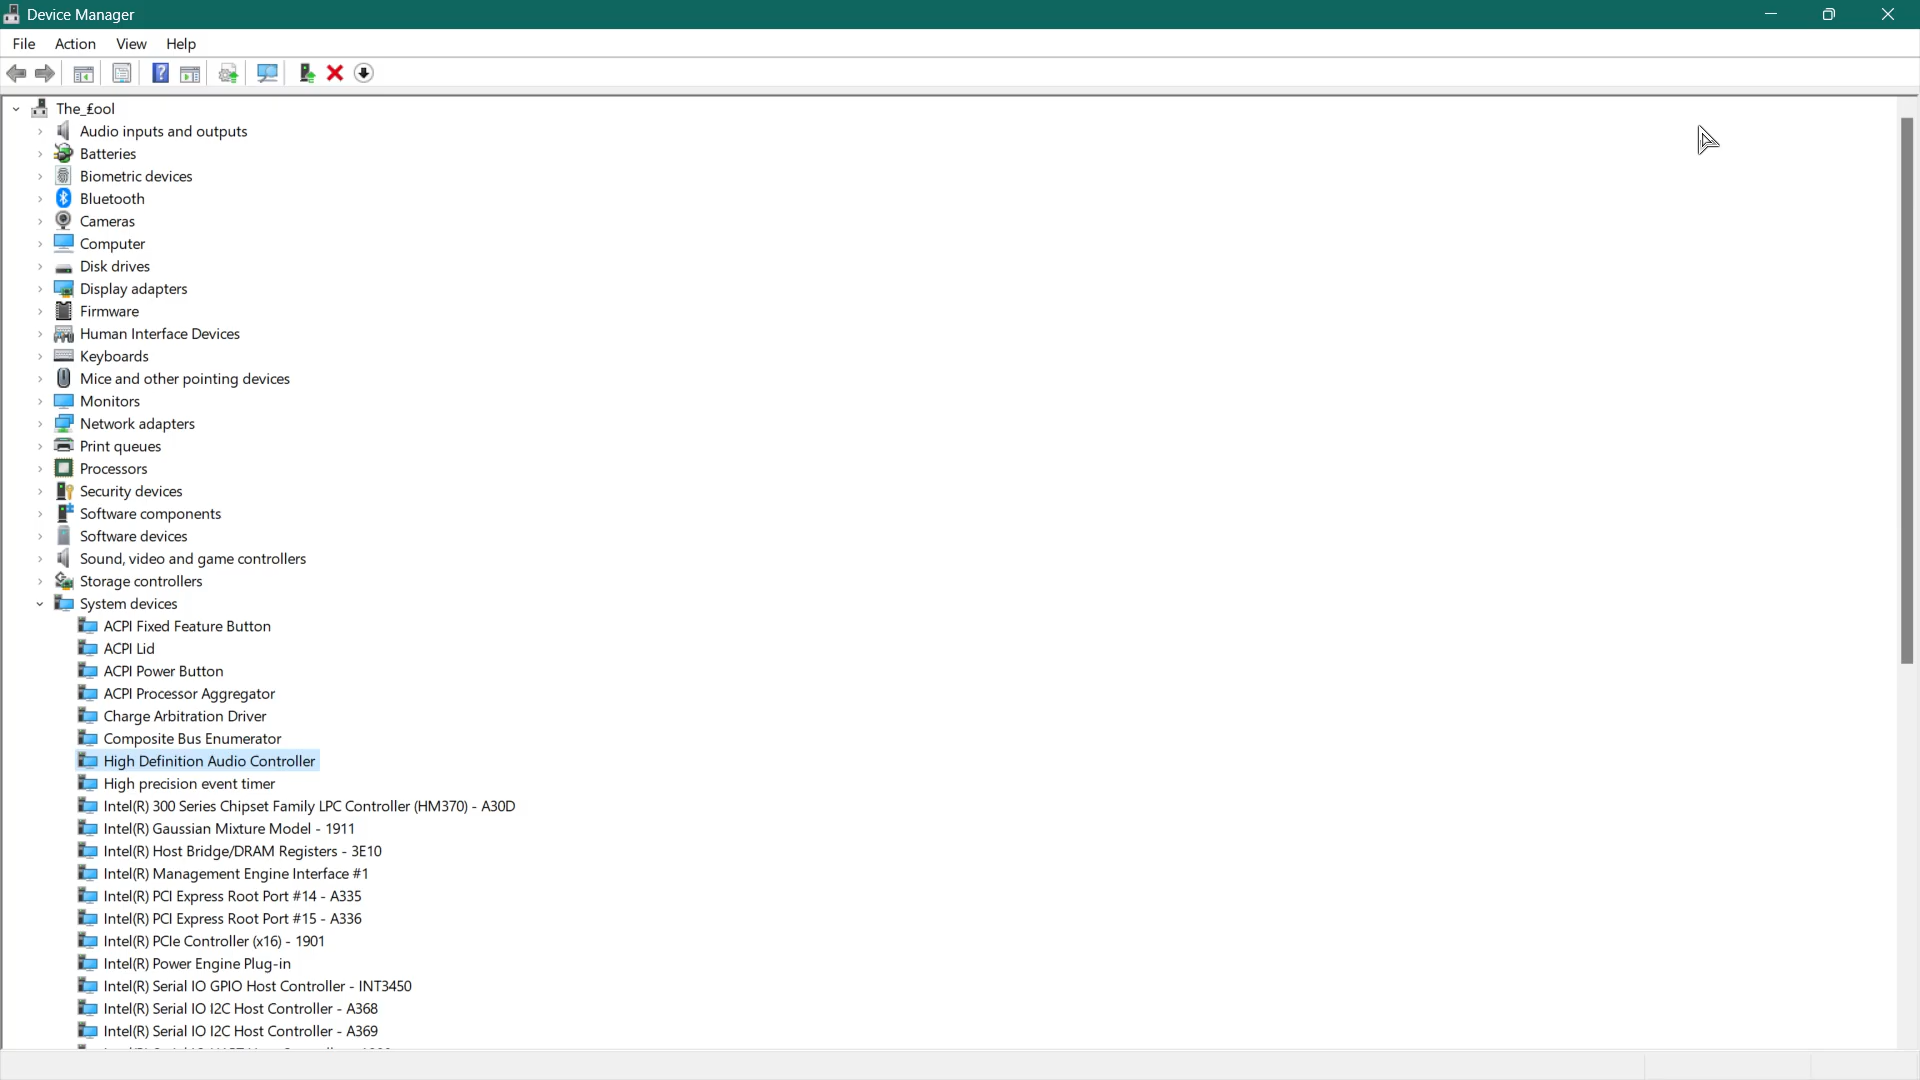 Device Manager
File Action View Help
The_£ool
Audio inputs and outputs
Batteries
Biometric devices
Bluetooth
Cameras
Computer
Disk drives
Display adapters
Firmware
Human Interface Devices
Keyboards
Mice and other pointing devices
Monitors
Network adapters
Print queues
Processors
Security devices
Software components
Software devices
Sound, video and game controllers
Storage controllers
System devices
ACPI Fixed Feature Button
ACPI Lid
ACPI Power Button
ACPI Processor Aggregator
Charge Arbitration Driver
Composite Bus Enumerator
High Definition Audio Controller
High precision event timer
Intel(R) 300 Series Chipset Family LPC Controller (HM370) - A30D
Intel(R) Gaussian Mixture Model - 1911
Intel(R) Host Bridge/DRAM Registers - 3E10
Intel(R) Management Engine Interface #1
Intel(R) PCI Express Root Port #14 - A335
Intel(R) PCI Express Root Port #15 - A336
Intel(R) PCIe Controller (x16) - 1901
Intel(R) Power Engine Plug-in
Intel(R) Serial IO GPIO Host Controller - INT3450
Intel(R) Serial IO I2C Host Controller - A368
Intel(R) Serial IO I2C Host Controller - A369